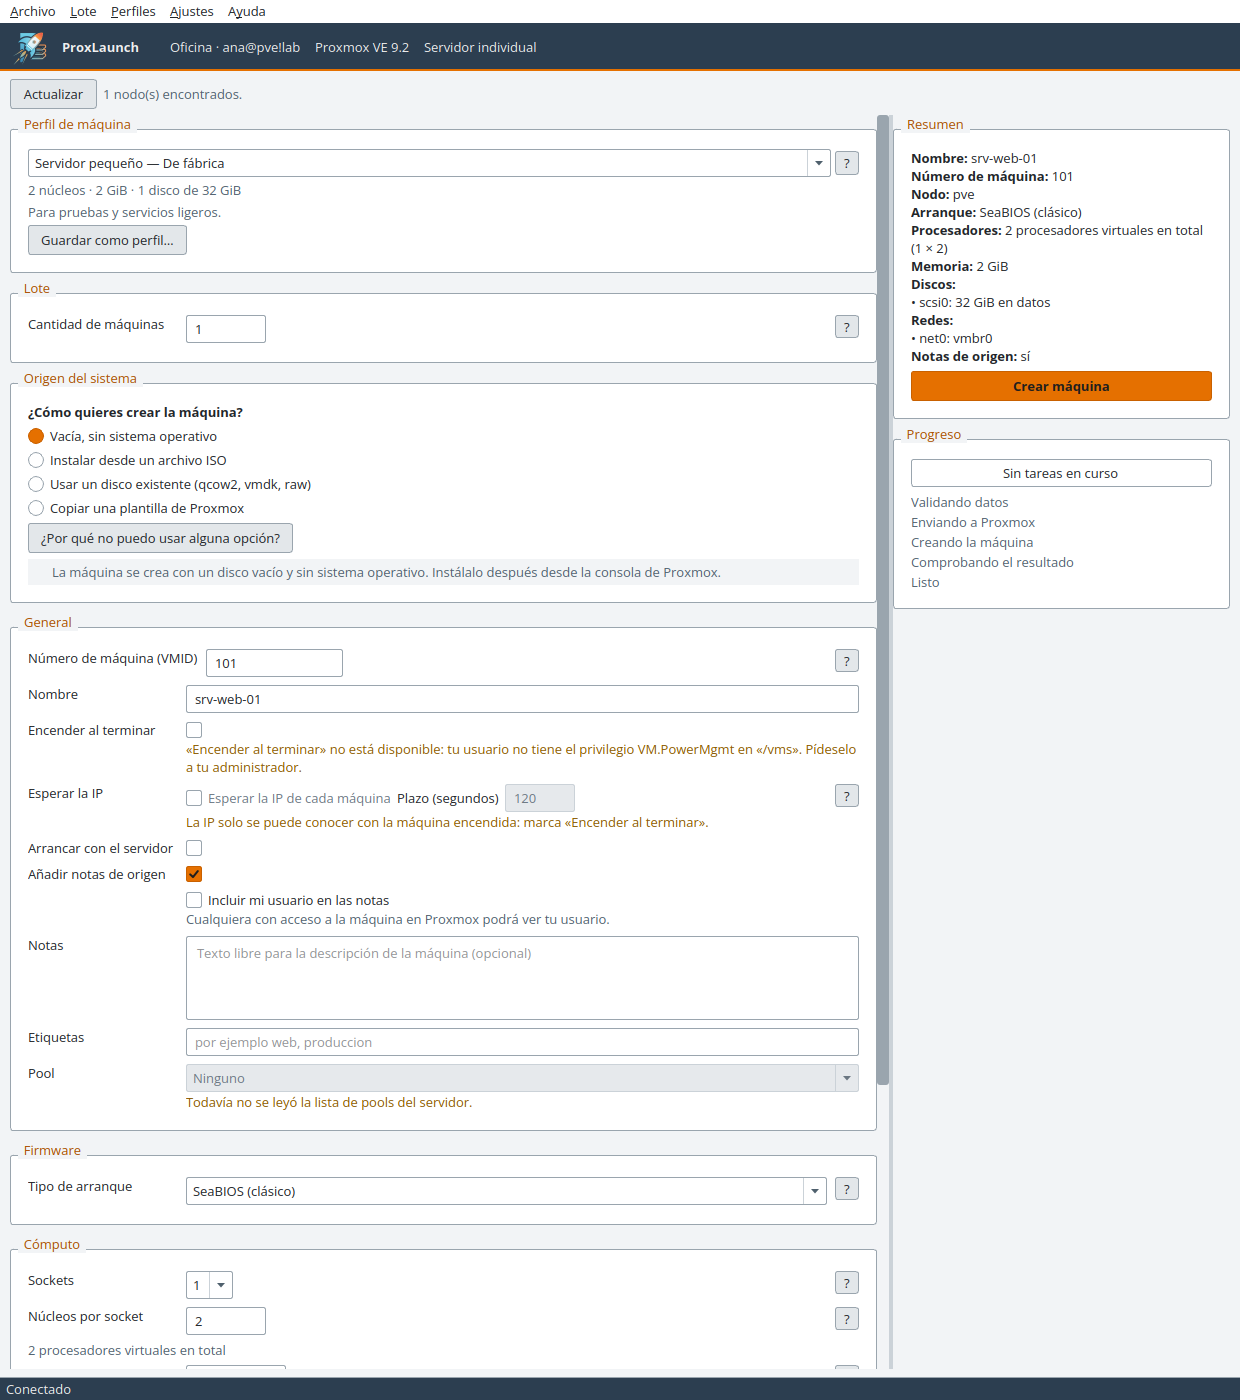 Archivo Lote Perfiles Ajustes Ayuda
ProxLaunch Oficina · ana@pve!lab Proxmox VE 9.2 Servidor individual
Actualizar 1 nodo(s) encontrados.
Perfil de máquina
Servidor pequeño — De fábrica ?
2 núcleos · 2 GiB · 1 disco de 32 GiB
Para pruebas y servicios ligeros.
Guardar como perfil...
Lote
Cantidad de máquinas 1 ?
Origen del sistema
¿Cómo quieres crear la máquina?
Vacía, sin sistema operativo
Instalar desde un archivo ISO
Usar un disco existente (qcow2, vmdk, raw)
Copiar una plantilla de Proxmox
¿Por qué no puedo usar alguna opción?
La máquina se crea con un disco vacío y sin sistema operativo. Instálalo después desde la consola de Proxmox.
General
Número de máquina (VMID) 101 ?
Nombre srv-web-01
Encender al terminar
«Encender al terminar» no está disponible: tu usuario no tiene el privilegio VM.PowerMgmt en «/vms». Pídeselo
a tu administrador.
Esperar la IP Esperar la IP de cada máquina Plazo (segundos) 120 ?
La IP solo se puede conocer con la máquina encendida: marca «Encender al terminar».
Arrancar con el servidor
Añadir notas de origen
Incluir mi usuario en las notas
Cualquiera con acceso a la máquina en Proxmox podrá ver tu usuario.
Notas Texto libre para la descripción de la máquina (opcional)
Etiquetas por ejemplo web, produccion
Pool Ninguno
Todavía no se leyó la lista de pools del servidor.
Firmware
Tipo de arranque SeaBIOS (clásico) ?
Cómputo
Sockets 1 ?
Núcleos por socket 2 ?
2 procesadores virtuales en total
Resumen
Nombre: srv-web-01
Número de máquina: 101
Nodo: pve
Arranque: SeaBIOS (clásico)
Procesadores: 2 procesadores virtuales en total
(1 × 2)
Memoria: 2 GiB
Discos:
• scsi0: 32 GiB en datos
Redes:
• net0: vmbr0
Notas de origen: sí
Crear máquina
Progreso
Sin tareas en curso
Validando datos
Enviando a Proxmox
Creando la máquina
Comprobando el resultado
Listo
Conectado